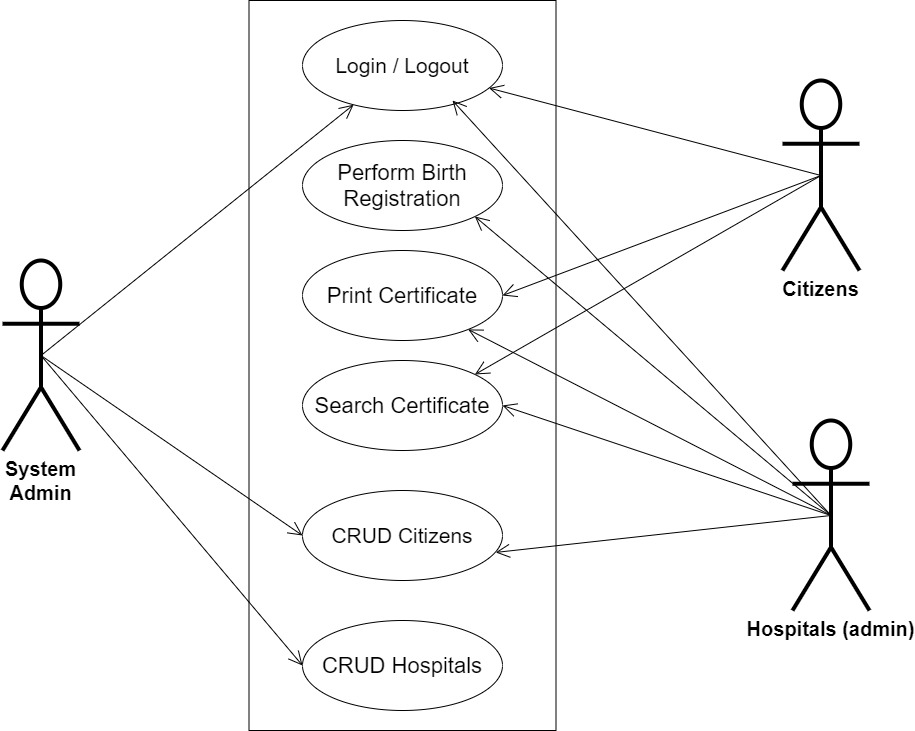 Login / Logout
Perform Birth
Registration
Print Certificate
Search Certificate
CRUD Citizens
CRUD Hospitals
System
Admin
Citizens
Hospitals (admin)